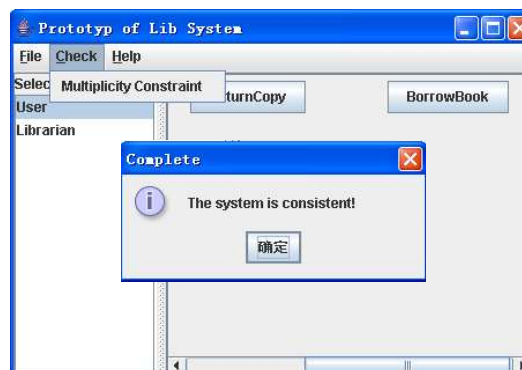 Prototyp of Lib System
File Check Help
Selec
Multiplicity Constraint
turnCopy
BorrowBook
User
Librarian
Complete
The system is consistent!
确定